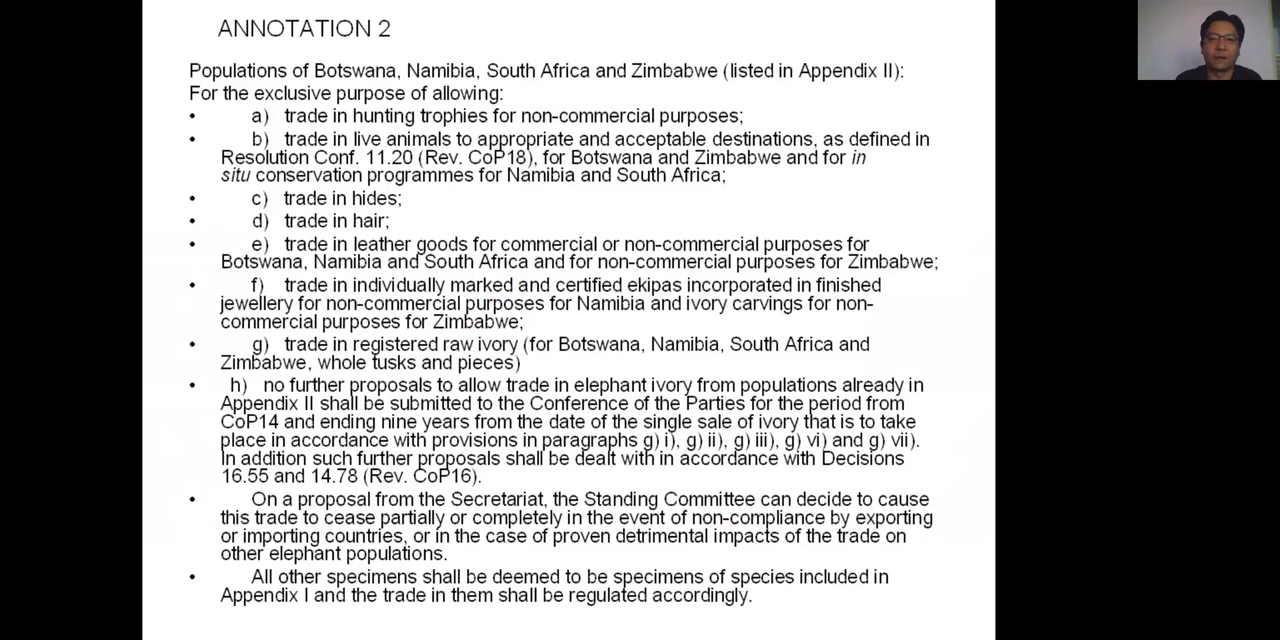 ANNOTATION 2
Populations of Botswana, Namibia, South Africa and Zimbabwe (listed in Appendix II):
For the exclusive purpose of allowing:
• a) trade in hunting trophies for non-commercial purposes;
• b) trade in live animals to appropriate and acceptable destinations, as defined in
Resolution Conf. 11.20 (Rev. CoP18), for Botswana and Zimbabwe and for in
situ conservation programmes for Namibia and South Africa;
• c) trade in hides;
• d) trade in hair;
• e) trade in leather goods for commercial or non-commercial purposes for
Botswana, Namibia and South Africa and for non-commercial purposes for Zimbabwe;
• f) trade in individually marked and certified ekipas incorporated in finished
jewellery for non-commercial purposes for Namibia and ivory carvings for non-
commercial purposes for Zimbabwe;
• g) trade in registered raw ivory (for Botswana, Namibia, South Africa and
Zimbabwe, whole tusks and pieces)
• h) no further proposals to allow trade in elephant ivory from populations already in
Appendix II shall be submitted to the Conference of the Parties for the period from
CoP14 and ending nine years from the date of the single sale of ivory that is to take
place in accordance with provisions in paragraphs g) i), g) ii), g) iii), g) vi) and g) vii).
In addition such further proposals shall be dealt with in accordance with Decisions
16.55 and 14.78 (Rev. CoP16).
• On a proposal from the Secretariat, the Standing Committee can decide to cause
this trade to cease partially or completely in the event of non-compliance by exporting
or importing countries, or in the case of proven detrimental impacts of the trade on
other elephant populations.
• All other specimens shall be deemed to be specimens of species included in
Appendix I and the trade in them shall be regulated accordingly.